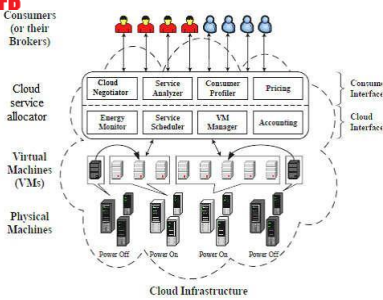 Consumers
(or their
Brokers)
Cloud
Negotiator
Service
Analyzer
Consumer
Profiler
Pricing
Cloud
service
allocator
Energy
Monitor
Service
Scheduler
VM
Manager
Accounting
Consumer
Interface
Cloud
Interface
Virtual
Machines
(VMs)
Physical
Machines
Power Off
Power On
Power On
Power Off
Cloud Infrastructure